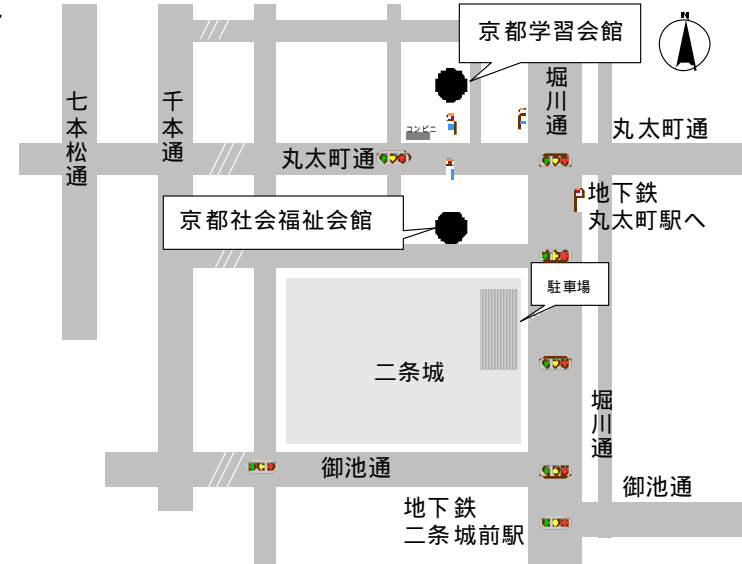 京都学習会館
N
七本松通
千本通
堀川通
コンビニ
丸太町通
丸太町通
地下鉄
丸太町駅へ
京都社会福祉会館
駐車場
二条城
堀川通
御池通
御池通
地下鉄
二条城前駅